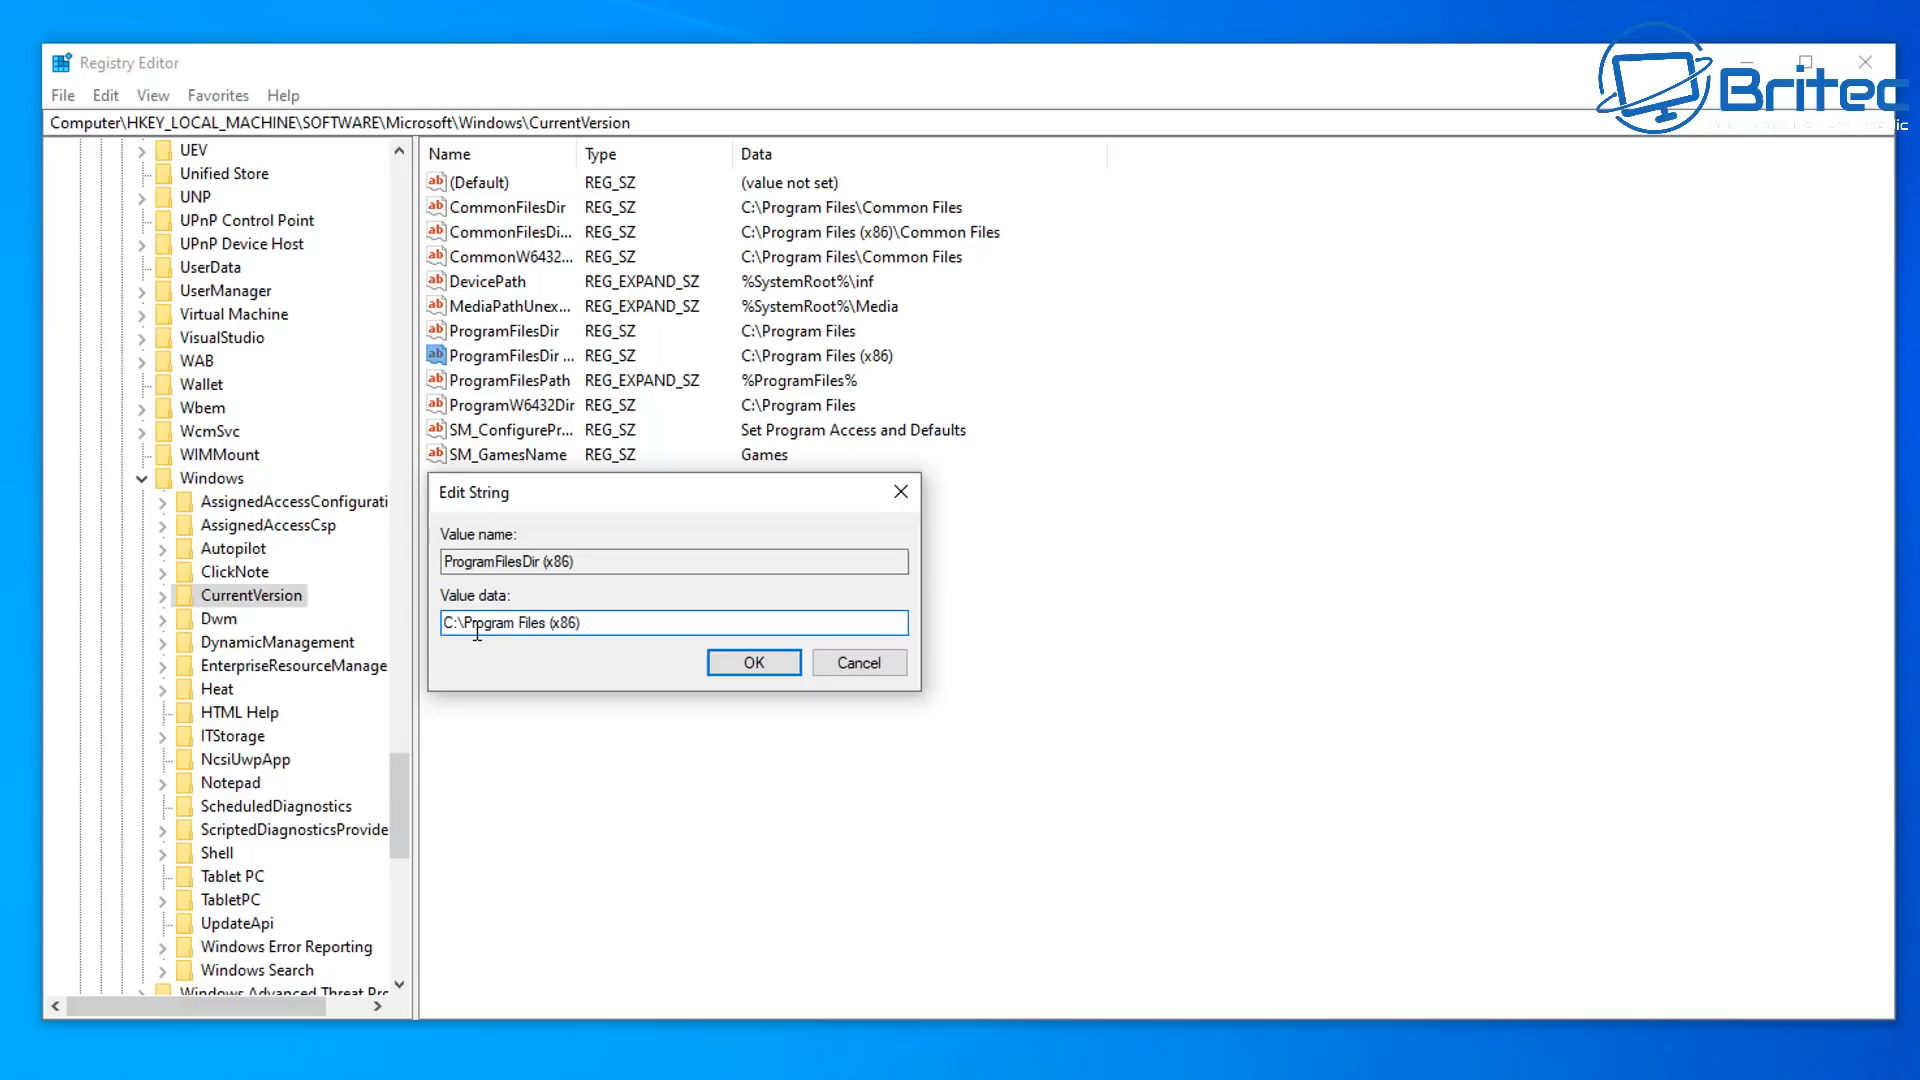 Registry Editor
File Edit View Favorites Help
Computer\HKEY_LOCAL_MACHINE\SOFTWARE\Microsoft\Windows\CurrentVersion
Britec
UEV
Unified Store
UNP
UPnP Control Point
UPnP Device Host
UserData
UserManager
Virtual Machine
VisualStudio
WAB
Wallet
Wbem
WcmSvc
WIMMount
Windows
AssignedAccessConfigurati
AssignedAccessCsp
Autopilot
ClickNote
CurrentVersion
Dwm
DynamicManagement
EnterpriseResourceManage
Heat
HTML Help
ITStorage
NcsiUwpApp
Notepad
ScheduledDiagnostics
ScriptedDiagnosticsProvide
Shell
Tablet PC
TabletPC
UpdateApi
Windows Error Reporting
Windows Search
Windows Advanced Threat Pro
Name Type Data
(Default) REG_SZ (value not set)
CommonFilesDir REG_SZ C:\Program Files\Common Files
CommonFilesDi... REG_SZ C:\Program Files (x86)\Common Files
CommonW6432... REG_SZ C:\Program Files\Common Files
DevicePath REG_EXPAND_SZ %SystemRoot%\inf
MediaPathUnex... REG_EXPAND_SZ %SystemRoot%\Media
ProgramFilesDir REG_SZ C:\Program Files
ProgramFilesDir ... REG_SZ C:\Program Files (x86)
ProgramFilesPath REG_EXPAND_SZ %ProgramFiles%
ProgramW6432Dir REG_SZ C:\Program Files
SM_ConfigurePr... REG_SZ Set Program Access and Defaults
SM_GamesName REG_SZ Games
Edit String
Value name:
ProgramFilesDir (x86)
Value data:
C:\Program Files (x86)
OK Cancel